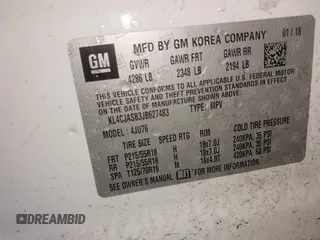 GM
MFD BY GM KOREA COMPANY 01/18
GVWR GAWR FRT GAWR RR
4286 LB 2348 LB 2194 LB
THIS VEHICLE CONFORMS TO ALL APPLICABLE U.S. FEDERAL MOTOR
VEHICLE SAFETY AND THEFT PREVENTION STANDARDS IN EFFECT ON
THE DATE OF MANUFACTURE SHOWN ABOVE.
KL4CJASB3JB627483
MODEL: 4JU76
TIRE SIZE SPEED RTG RIM COLD TIRE PRESSURE
FRT P215/55R18 H 18x7.0J 240KPA, 35 PSI
RR P215/55R18 H 18x7.0J 240KPA, 35 PSI
SPA T125/70R16 M 16x4.0T 420KPA, 60 PSI
SEE OWNER'S MANUAL FOR ADDITIONAL INFORMATION.
© DREAMBID
DREAMBID